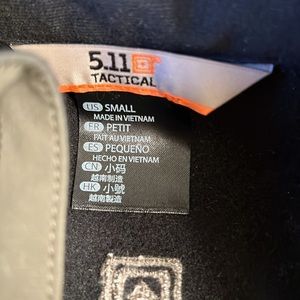 5.11
TACTICAL
US SMALL
MADE IN VIETNAM
FR PETIT
FAIT AU VIETNAM
ES PEQUEÑO
HECHO EN VIETNAM
CN 小码
越南制造
HK 小號
越南製造